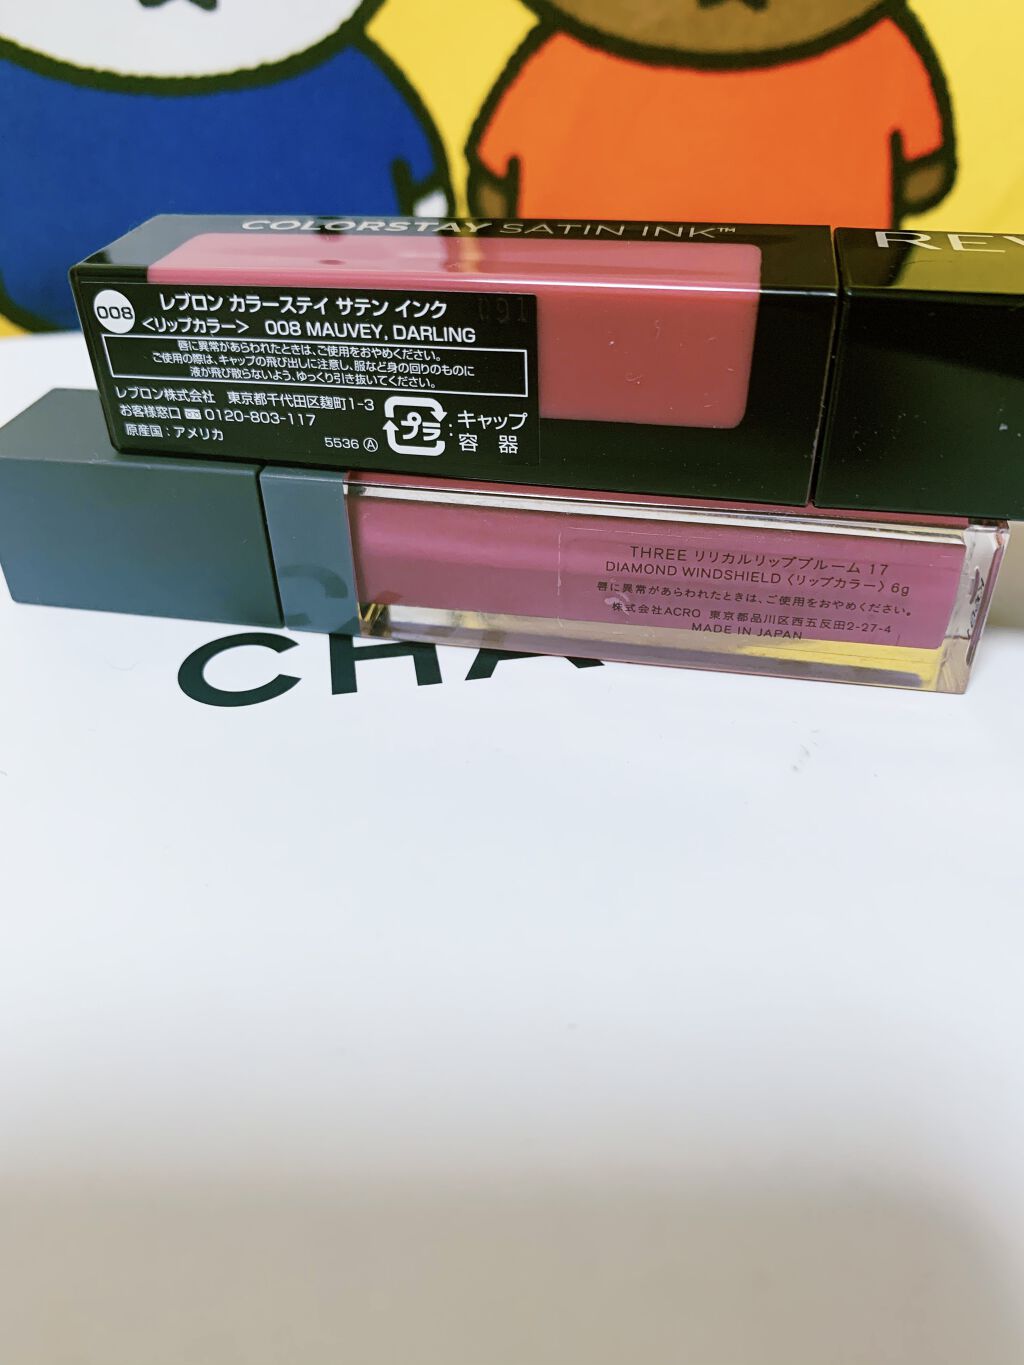 COLORSTAY SATIN INK™
REV
008
レブロン カラーステイ サテン インク
<リップカラー> 008 MAUVEY, DARLING
091
唇に異常があらわれたときは、ご使用をおやめください。
ご使用の際は、キャップの飛び出しに注意し、服など身の回りのものに
液が飛び散らないよう、ゆっくり引き抜いてください。
レブロン株式会社 東京都千代田区麹町1-3
お客様窓口 0120-803-117
原産国:アメリカ
5536 Ⓐ
プラ
:キャップ
容 器
THREE リリカルリップブルーム 17
DIAMOND WINDSHIELD〈リップカラー〉6g
唇に異常があらわれたときは、ご使用をおやめください。
株式会社ACRO 東京都品川区西五反田2-27-4
MADE IN JAPAN
CHA